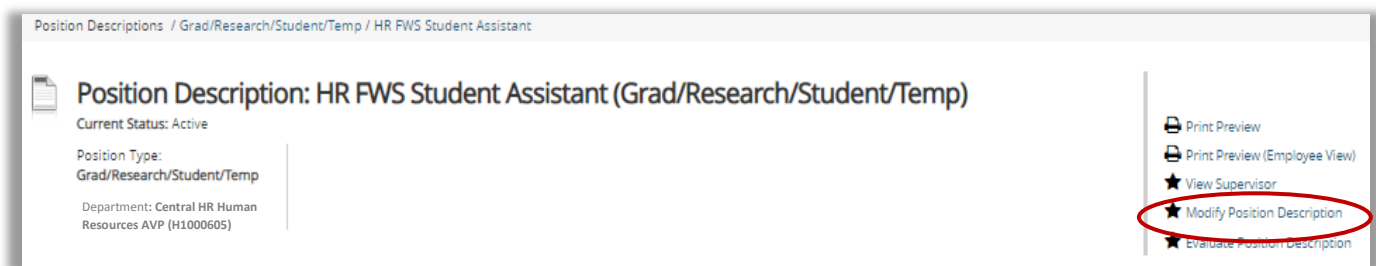 Position Descriptions / Grad/Research/Student/Temp / HR FWS Student Assistant
Position Description: HR FWS Student Assistant (Grad/Research/Student/Temp)
Current Status: Active
Position Type:
Grad/Research/Student/Temp
Department: Central HR Human
Resources AVP (H1000605)
Print Preview
Print Preview (Employee View)
View Supervisor
Modify Position Description
Evaluate Position Description